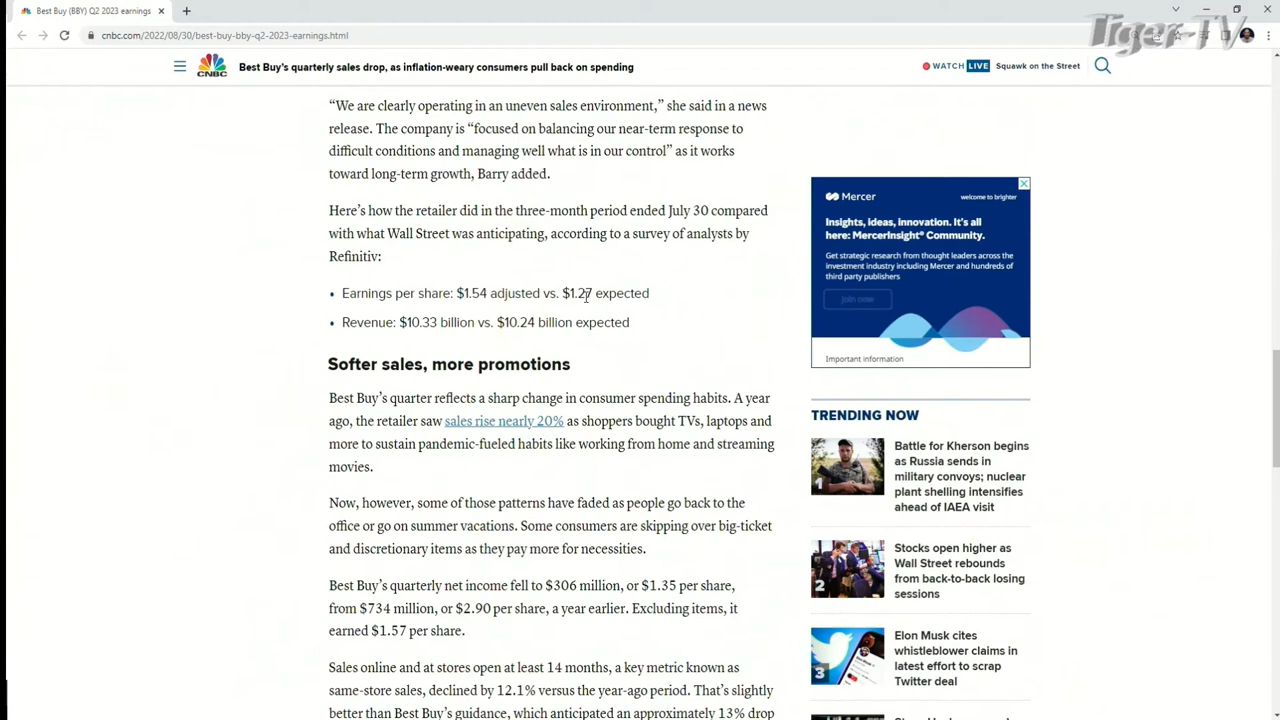 Best Buy (BBY) Q2 2023 earnings
Tiger-TV
cnbc.com/2022/08/30/best-buy-bby-q2-2023-earnings.html
CNBC
Best Buy's quarterly sales drop, as inflation-weary consumers pull back on spending
WATCH LIVE Squawk on the Street
“We are clearly operating in an uneven sales environment,” she said in a news
release. The company is “focused on balancing our near-term response to
difficult conditions and managing well what is in our control” as it works
toward long-term growth, Barry added.
Here’s how the retailer did in the three-month period ended July 30 compared
with what Wall Street was anticipating, according to a survey of analysts by
Refinitiv:
• Earnings per share: $1.54 adjusted vs. $1.27 expected
• Revenue: $10.33 billion vs. $10.24 billion expected
Softer sales, more promotions
Best Buy’s quarter reflects a sharp change in consumer spending habits. A year
ago, the retailer saw sales rise nearly 20% as shoppers bought TVs, laptops and
more to sustain pandemic-fueled habits like working from home and streaming
movies.
Now, however, some of those patterns have faded as people go back to the
office or go on summer vacations. Some consumers are skipping over big-ticket
and discretionary items as they pay more for necessities.
Best Buy’s quarterly net income fell to $306 million, or $1.35 per share,
from $734 million, or $2.90 per share, a year earlier. Excluding items, it
earned $1.57 per share.
Sales online and at stores open at least 14 months, a key metric known as
same-store sales, declined by 12.1% versus the year-ago period. That’s slightly
better than Best Buy’s guidance, which anticipated an approximately 13% drop
Mercer
welcome to brighter
Insights, ideas, innovation. It's all
here: MercerInsight® Community.
Get strategic research from thought leaders across the
investment industry including Mercer and hundreds of
third party publishers
Join now
Important information
TRENDING NOW
1
Battle for Kherson begins
as Russia sends in
military convoys; nuclear
plant shelling intensifies
ahead of IAEA visit
2
Stocks open higher as
Wall Street rebounds
from back-to-back losing
sessions
3
Elon Musk cites
whistleblower claims in
latest effort to scrap
Twitter deal